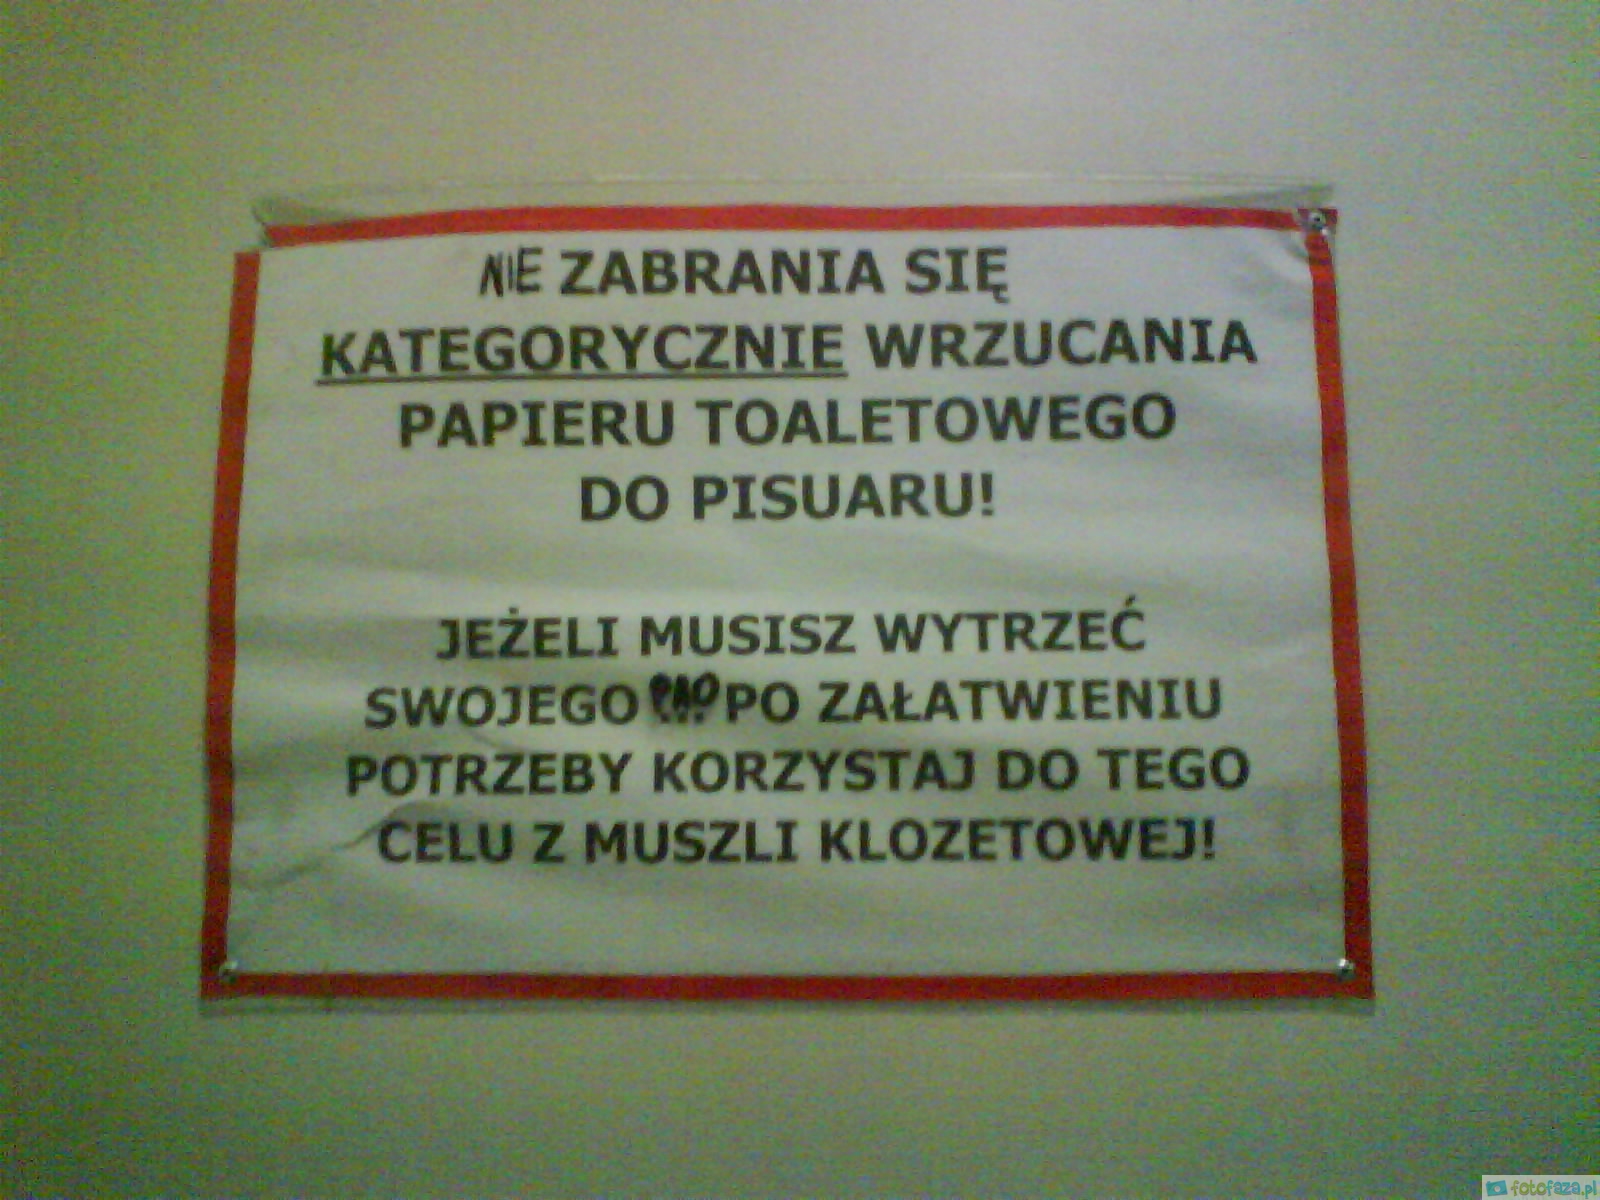 NIE ZABRANIA SIĘ
KATEGORYCZNIE WRZUCANIA
PAPIERU TOALETOWEGO
DO PISUARU!
JEŻELI MUSISZ WYTRZEĆ
SWOJEGO PO ZAŁATWIENIU
POTRZEBY KORZYSTAJ DO TEGO
CELU Z MUSZLI KLOZETOWEJ!
fotofaza.pl